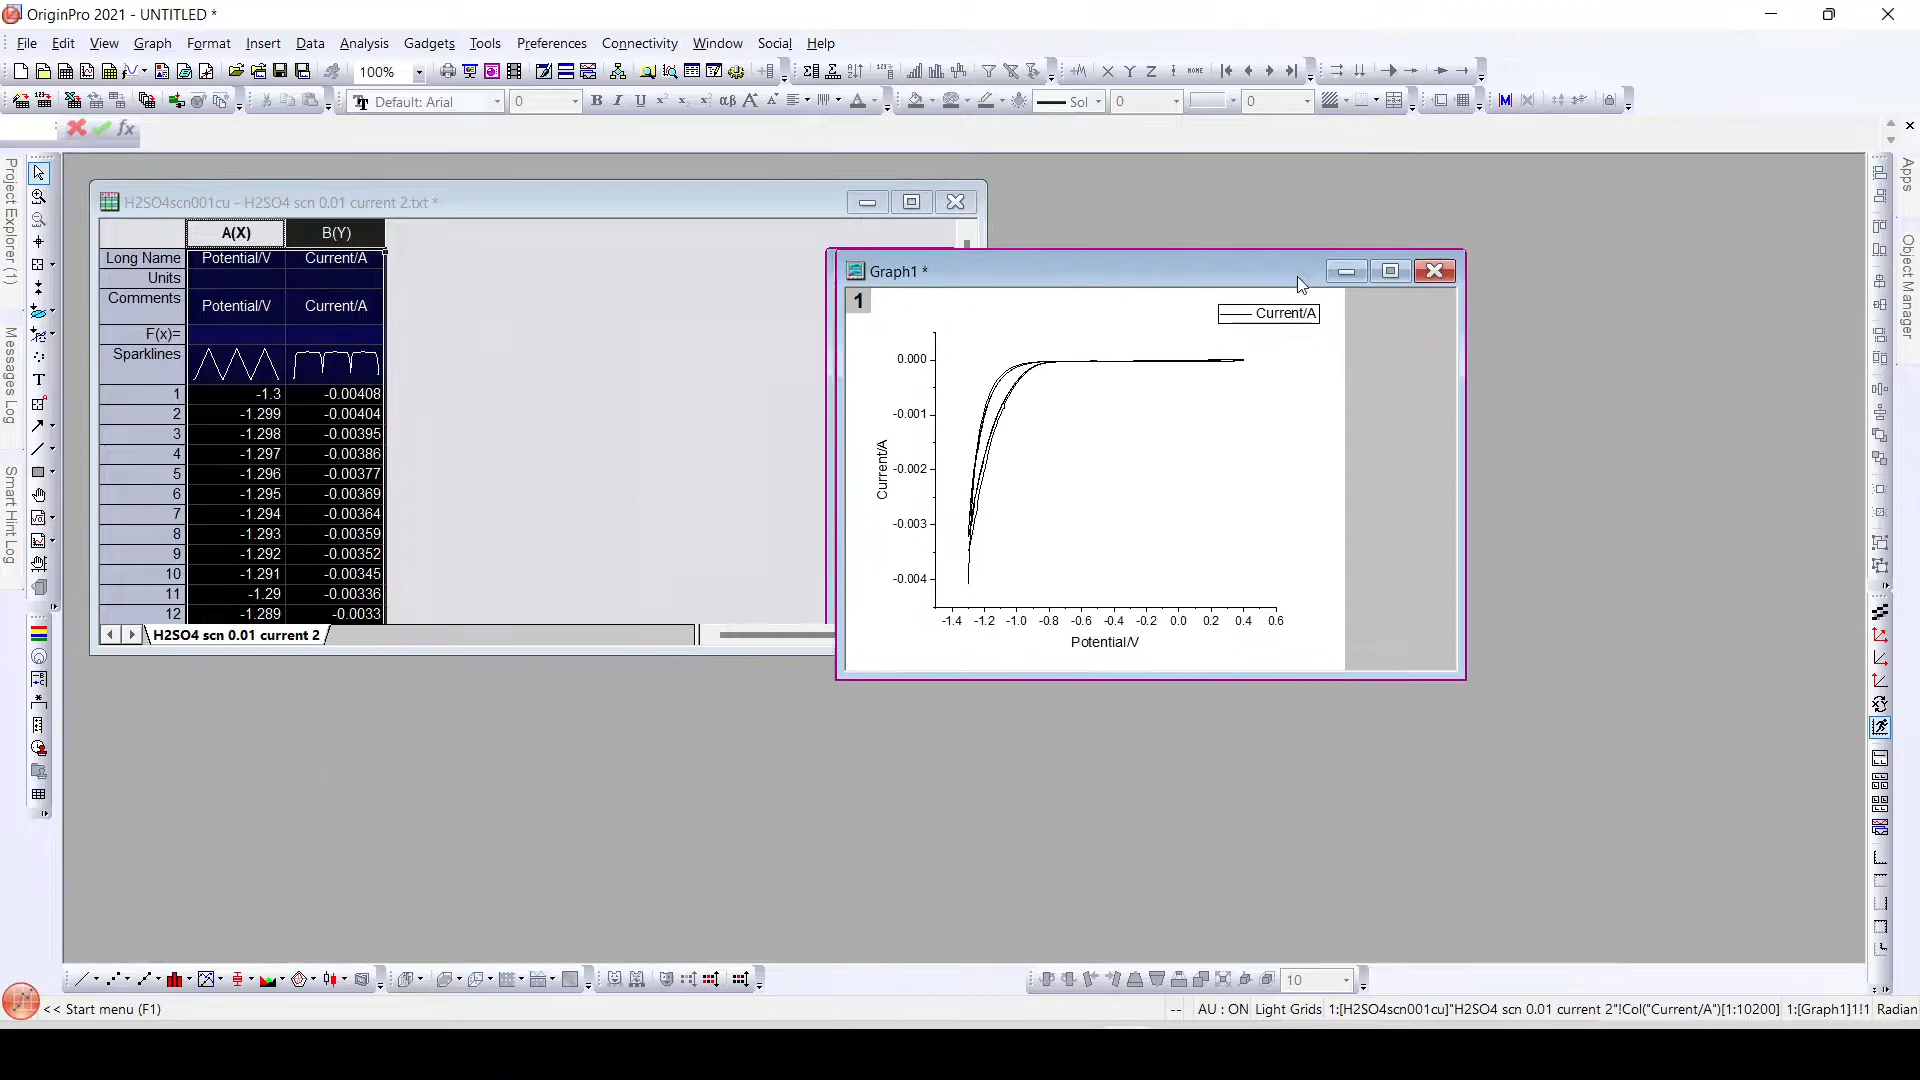 OriginPro 2021 - UNTITLED *
File Edit View Graph Format Insert Data Analysis Gadgets Tools Preferences Connectivity Window Social Help
100%
Default: Arial 0 B I U αβ A A A Sol 0 0
fx
Project Explorer (1)
Messages Log
Smart Hint Log
Apps
Object Manager
H2SO4scn001cu - H2SO4 scn 0.01 current 2.txt *
A(X) B(Y)
Long Name Potential/V Current/A
Units
Comments Potential/V Current/A
F(x)=
Sparklines
1 -1.3 -0.00408
2 -1.299 -0.00404
3 -1.298 -0.00395
4 -1.297 -0.00386
5 -1.296 -0.00377
6 -1.295 -0.00369
7 -1.294 -0.00364
8 -1.293 -0.00359
9 -1.292 -0.00352
10 -1.291 -0.00345
11 -1.29 -0.00336
12 -1.289 -0.0033
H2SO4 scn 0.01 current 2
Graph1 *
1
Current/A
0.000
-0.001
-0.002
-0.003
-0.004
Current/A
-1.4 -1.2 -1.0 -0.8 -0.6 -0.4 -0.2 0.0 0.2 0.4 0.6
Potential/V
10
<< Start menu (F1)
-- AU : ON Light Grids 1:[H2SO4scn001cu]"H2SO4 scn 0.01 current 2"!Col("Current/A")[1:10200] 1:[Graph1]1!1 Radian